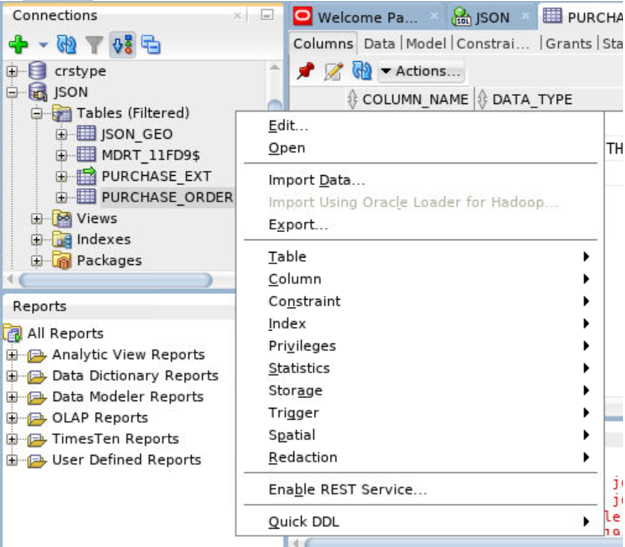 Connections
Welcome Pa...
JSON
PURCHA
Columns Data Model Constrai... Grants Sta
Actions...
COLUMN_NAME DATA_TYPE
crstype
JSON
Tables (Filtered)
JSON_GEO
MDRT_11FD9$
PURCHASE_EXT
PURCHASE_ORDER
Views
Indexes
Packages
Reports
All Reports
Analytic View Reports
Data Dictionary Reports
Data Modeler Reports
OLAP Reports
TimesTen Reports
User Defined Reports
Edit...
Open
Import Data...
Import Using Oracle Loader for Hadoop...
Export...
Table
Column
Constraint
Index
Privileges
Statistics
Storage
Trigger
Spatial
Redaction
Enable REST Service...
Quick DDL
TH